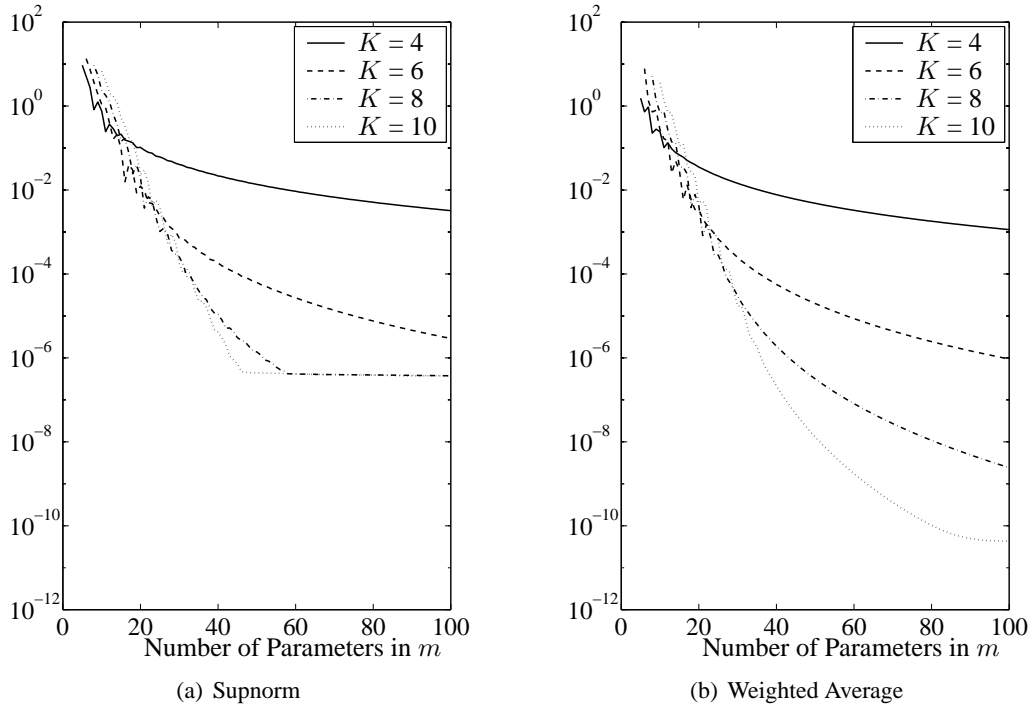 10^2
10^0
10^-2
10^-4
10^-6
10^-8
10^-10
10^-12
0 20 40 60 80 100
K = 4
K = 6
K = 8
K = 10
Number of Parameters in m
(a) Supnorm
10^2
10^0
10^-2
10^-4
10^-6
10^-8
10^-10
10^-12
0 20 40 60 80 100
K = 4
K = 6
K = 8
K = 10
Number of Parameters in m
(b) Weighted Average